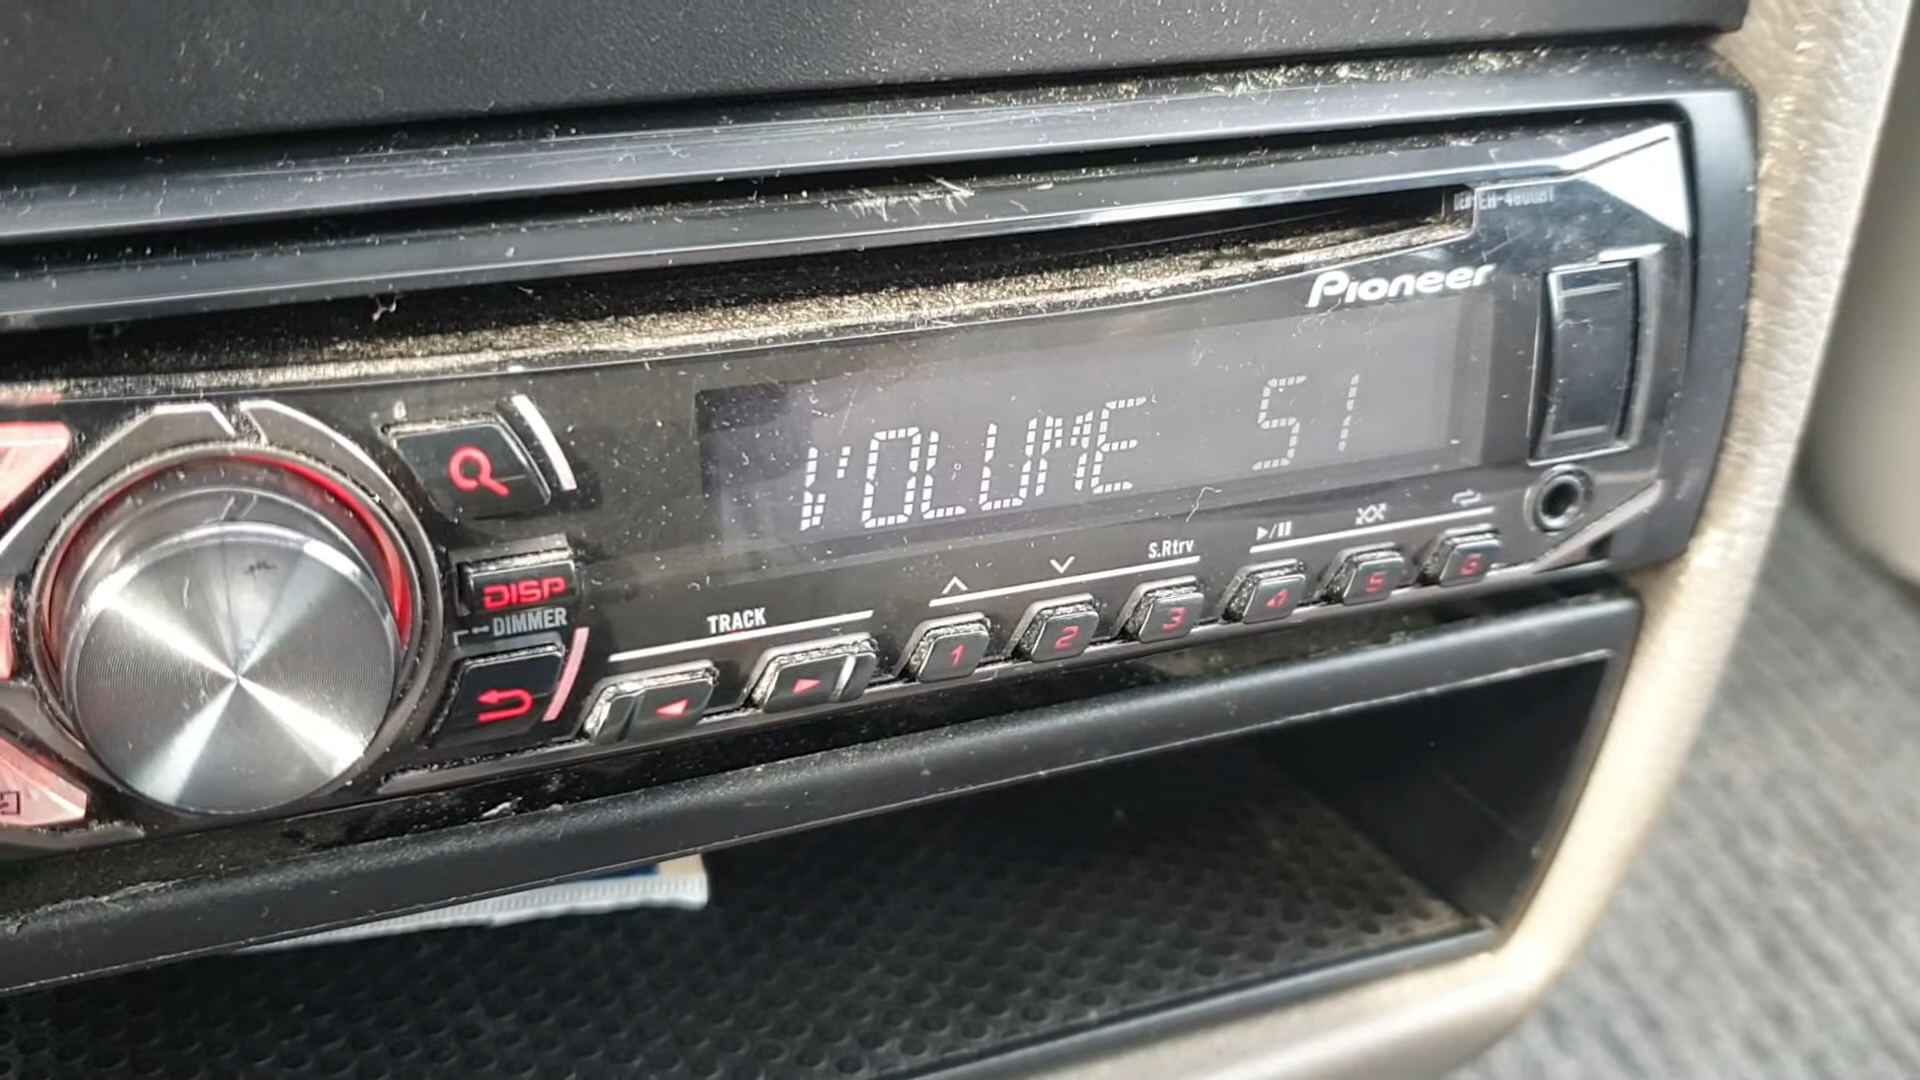 Pioneer
VOLUME 51
DISP
DIMMER
TRACK
S.Rtrv
1 2 3 4 5 6